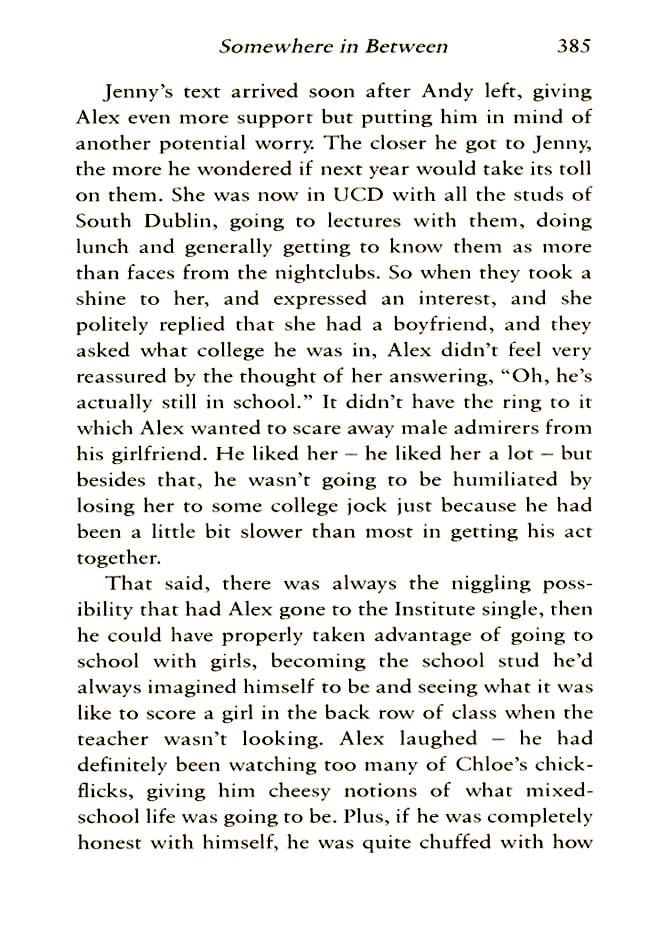 Somewhere in Between 385
Jenny's text arrived soon after Andy left, giving
Alex even more support but putting him in mind of
another potential worry. The closer he got to Jenny,
the more he wondered if next year would take its toll
on them. She was now in UCD with all the studs of
South Dublin, going to lectures with them, doing
lunch and generally getting to know them as more
than faces from the nightclubs. So when they took a
shine to her, and expressed an interest, and she
politely replied that she had a boyfriend, and they
asked what college he was in, Alex didn't feel very
reassured by the thought of her answering, "Oh, he's
actually still in school." It didn't have the ring to it
which Alex wanted to scare away male admirers from
his girlfriend. He liked her – he liked her a lot – but
besides that, he wasn't going to be humiliated by
losing her to some college jock just because he had
been a little bit slower than most in getting his act
together.
That said, there was always the niggling poss-
ibility that had Alex gone to the Institute single, then
he could have properly taken advantage of going to
school with girls, becoming the school stud he'd
always imagined himself to be and seeing what it was
like to score a girl in the back row of class when the
teacher wasn't looking. Alex laughed – he had
definitely been watching too many of Chloe's chick-
flicks, giving him cheesy notions of what mixed-
school life was going to be. Plus, if he was completely
honest with himself, he was quite chuffed with how